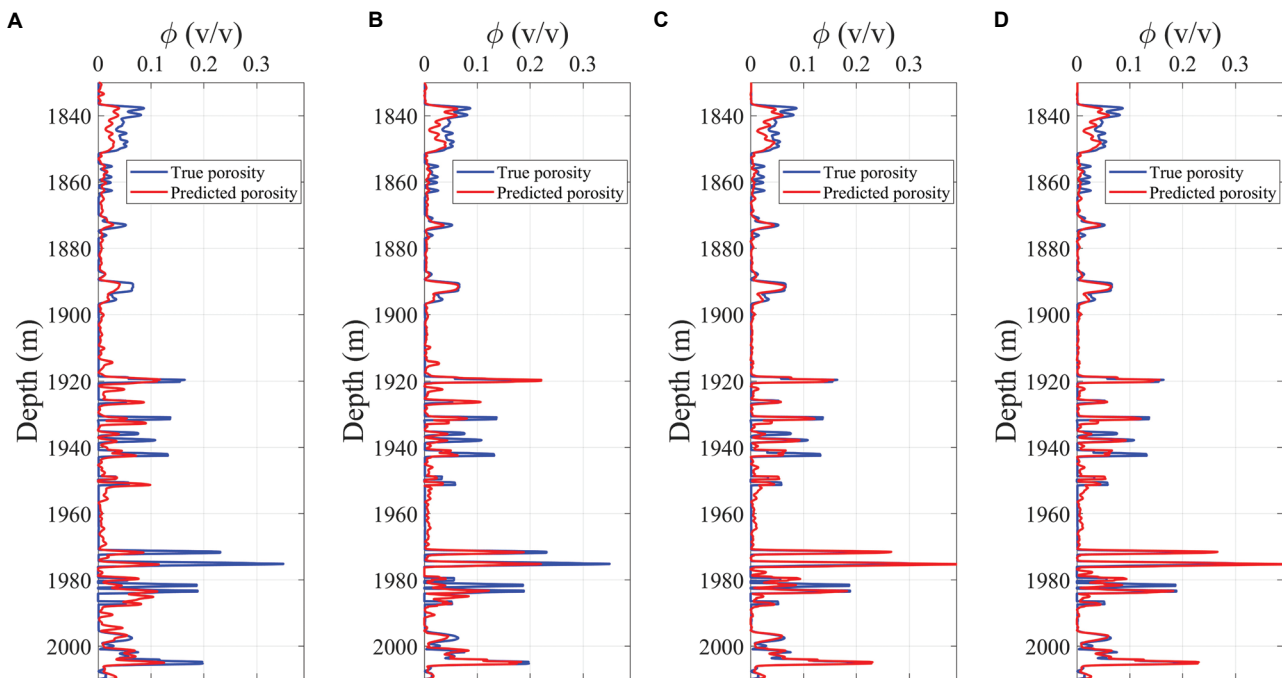 A
ϕ (v/v)
0 0.1 0.2 0.3
Depth (m)
1840
1860
1880
1900
1920
1940
1960
1980
2000
True porosity
Predicted porosity
B
ϕ (v/v)
0 0.1 0.2 0.3
Depth (m)
1840
1860
1880
1900
1920
1940
1960
1980
2000
True porosity
Predicted porosity
C
ϕ (v/v)
0 0.1 0.2 0.3
Depth (m)
1840
1860
1880
1900
1920
1940
1960
1980
2000
True porosity
Predicted porosity
D
ϕ (v/v)
0 0.1 0.2 0.3
Depth (m)
1840
1860
1880
1900
1920
1940
1960
1980
2000
True porosity
Predicted porosity